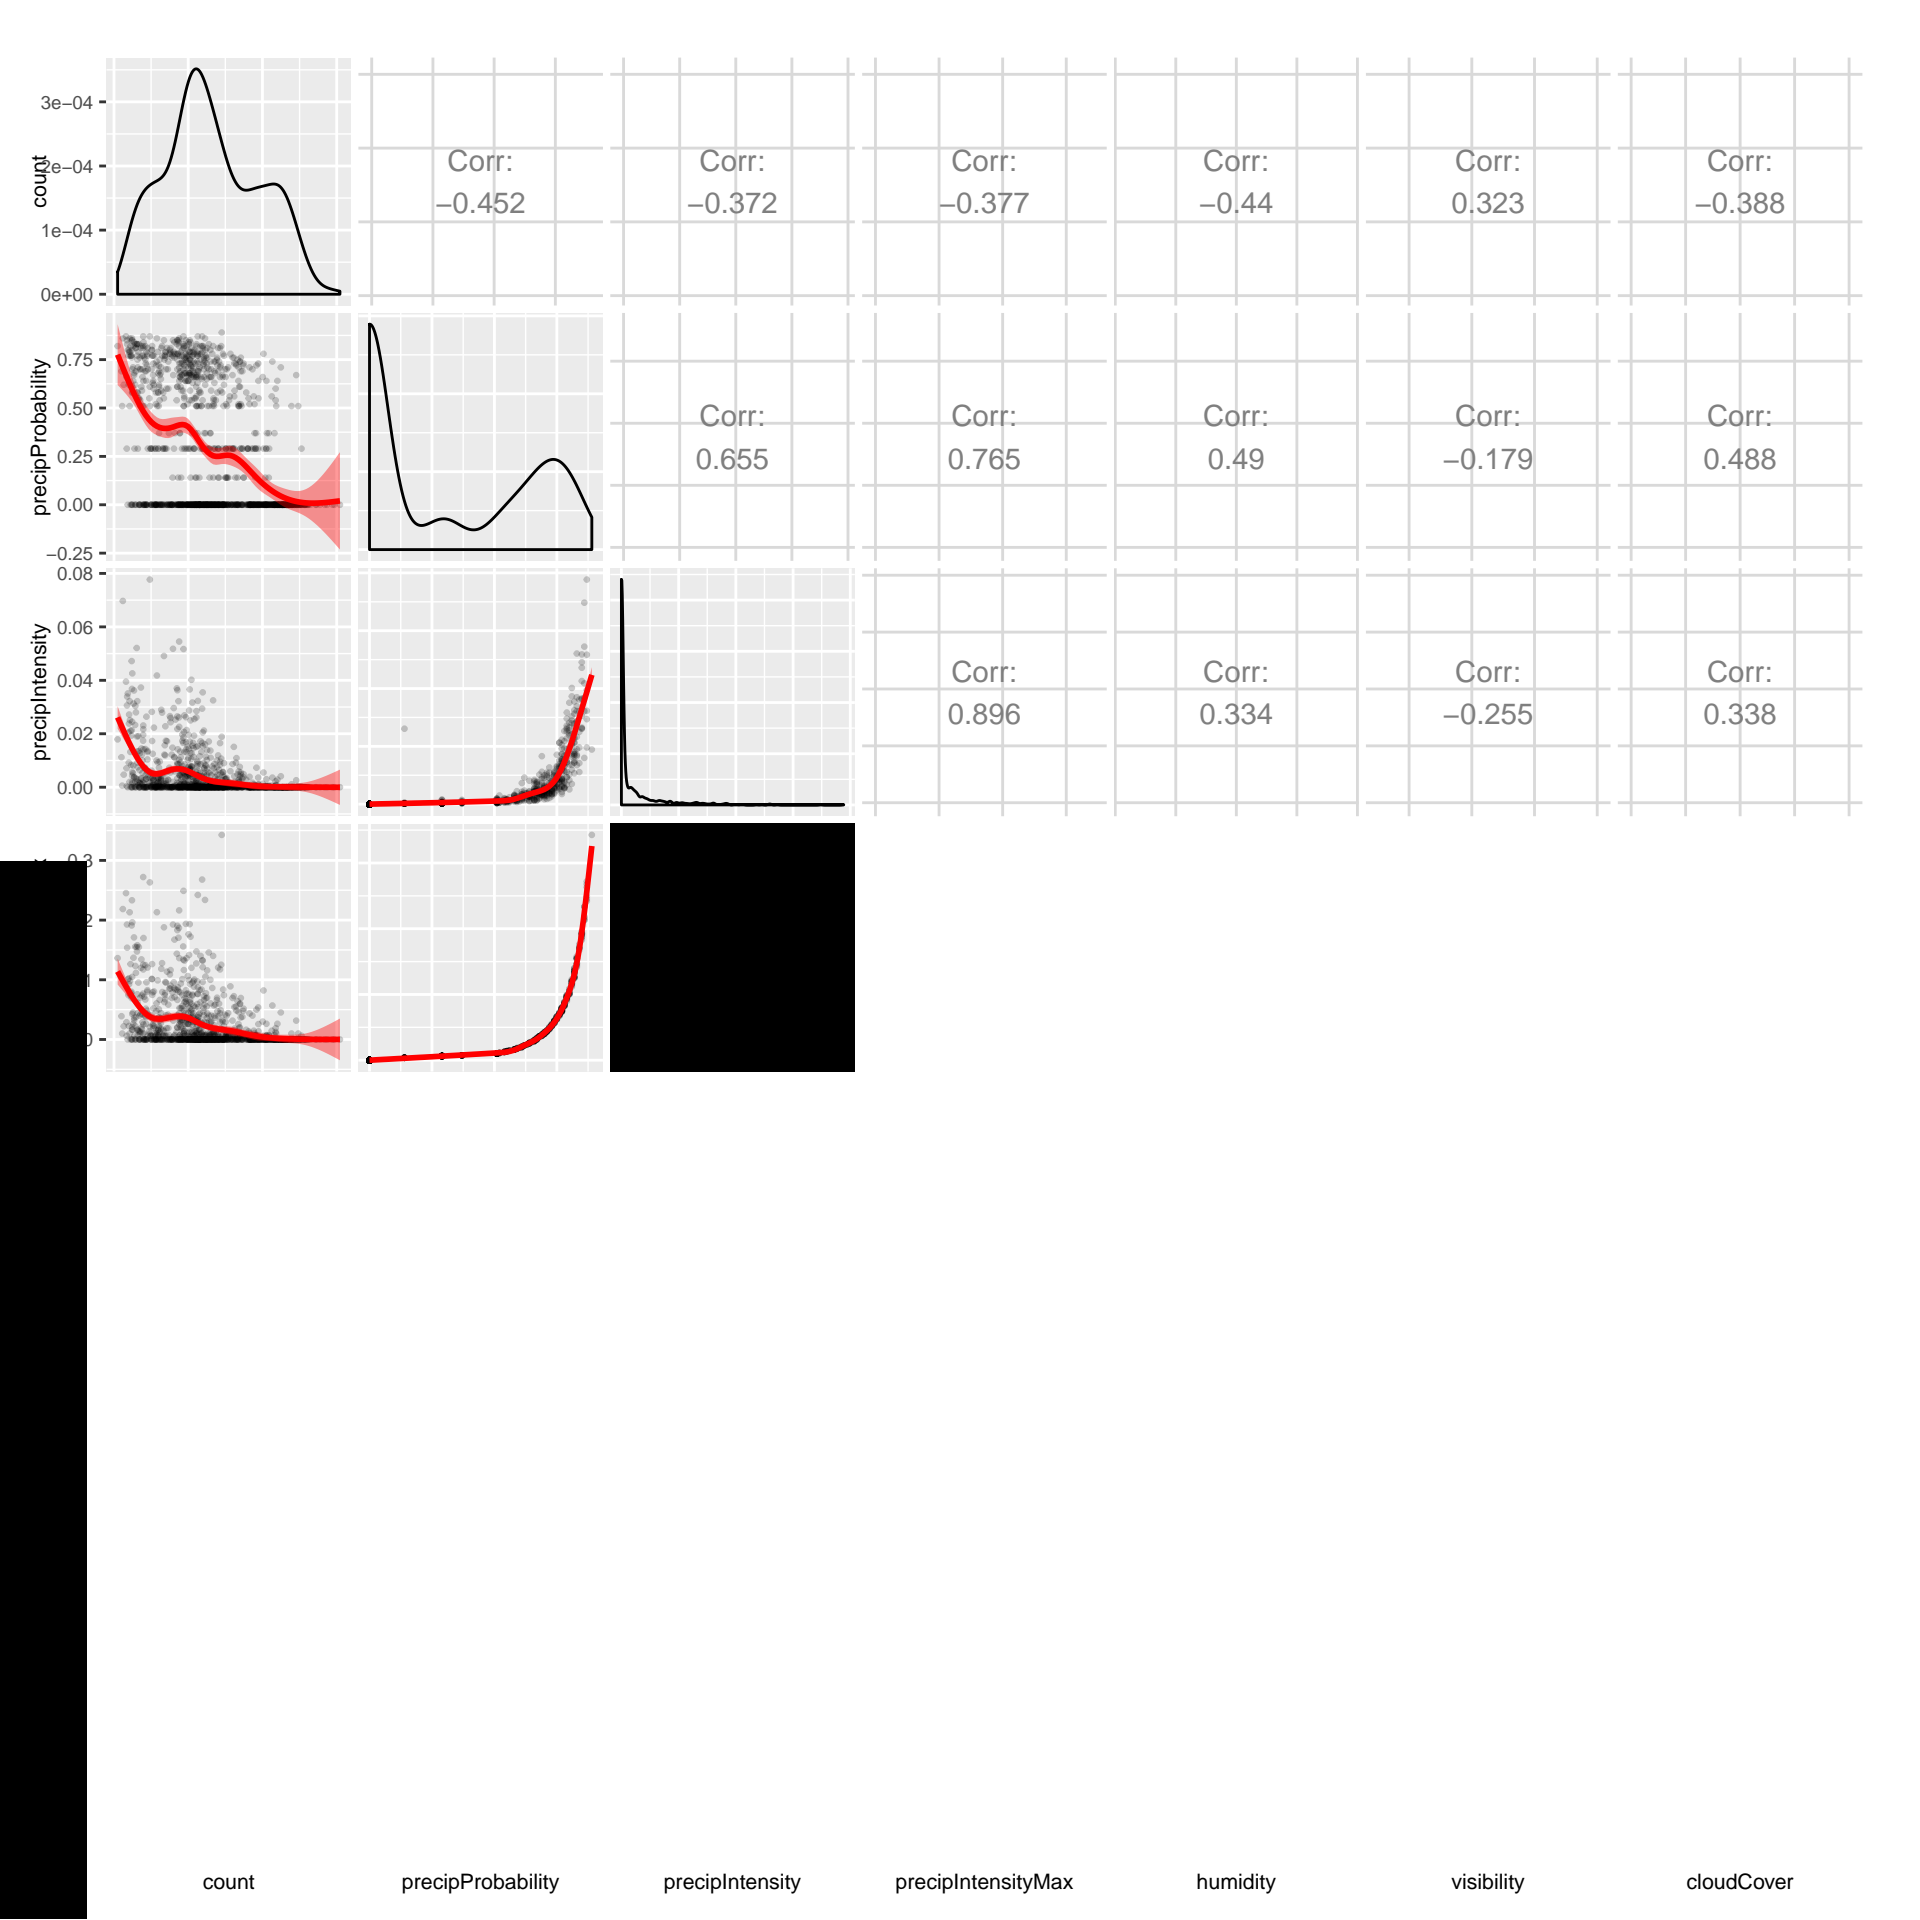 count
3e−04
2e−04
1e−04
0e+00
Corr:
−0.452
Corr:
−0.372
Corr:
−0.377
Corr:
−0.44
Corr:
0.323
Corr:
−0.388
precipProbability
0.75
0.50
0.25
0.00
−0.25
Corr:
0.655
Corr:
0.765
Corr:
0.49
Corr:
−0.179
Corr:
0.488
precipIntensity
0.08
0.06
0.04
0.02
0.00
Corr:
0.896
Corr:
0.334
Corr:
−0.255
Corr:
0.338
count
precipProbability
precipIntensity
precipIntensityMax
humidity
visibility
cloudCover